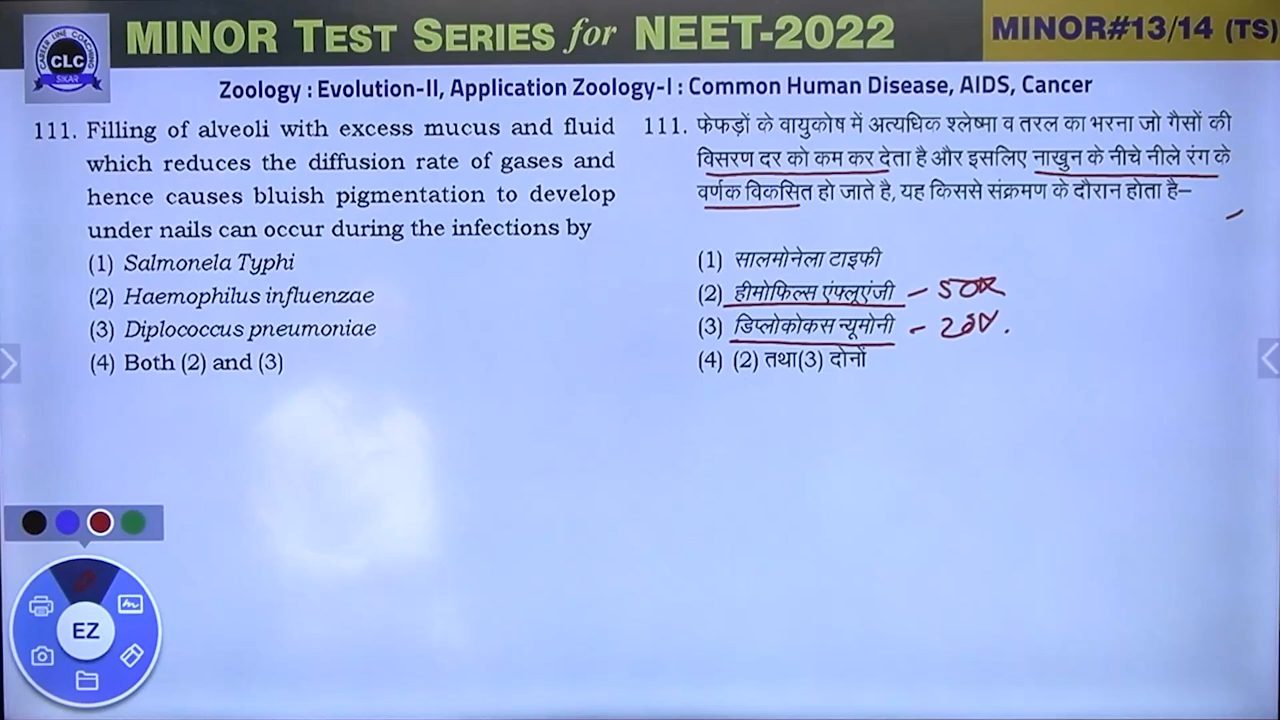 CAREER LINE COACHING
CLC
SIKAR
MINOR TEST SERIES for NEET-2022
MINOR#13/14 (TS)
Zoology : Evolution-II, Application Zoology-I : Common Human Disease, AIDS, Cancer
111. Filling of alveoli with excess mucus and fluid
which reduces the diffusion rate of gases and
hence causes bluish pigmentation to develop
under nails can occur during the infections by
(1) Salmonela Typhi
(2) Haemophilus influenzae
(3) Diplococcus pneumoniae
(4) Both (2) and (3)
111. फेफड़ों के वायुकोष में अत्यधिक श्लेष्मा व तरल का भरना जो गैसों की
विसरण दर को कम कर देता है और इसलिए नाखुन के नीचे नीले रंग के
वर्णक विकसित हो जाते है, यह किससे संक्रमण के दौरान होता है–
(1) सालमोनेला टाइफी
(2) हीमोफिल्स एंफ्लूएंजी
(3) डिप्लोकोकस न्यूमोनी
(4) (2) तथा(3) दोनों
EZ